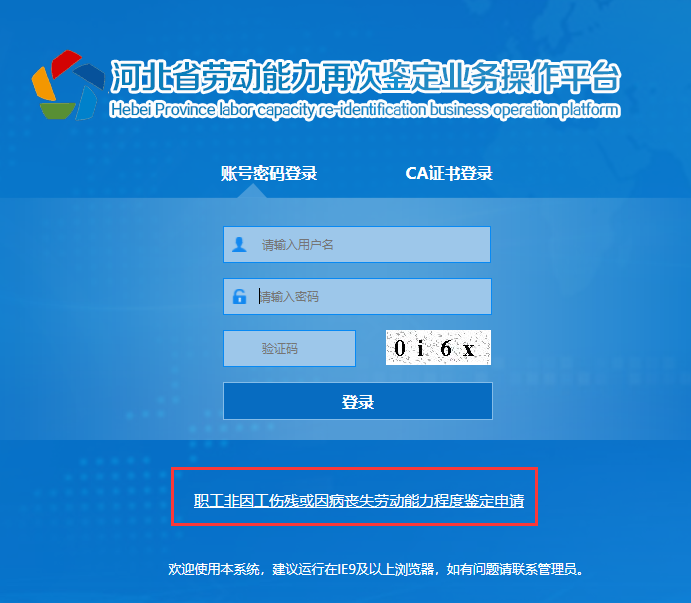 河北省劳动能力再次鉴定业务操作平台
Hebei Province labor capacity re-identification business operation platform
账号密码登录 CA证书登录
请输入用户名
请输入密码
验证码 0i6x
登录
职工非因工伤残或因病丧失劳动能力程度鉴定申请
欢迎使用本系统，建议运行在IE9及以上浏览器，如有问题请联系管理员。